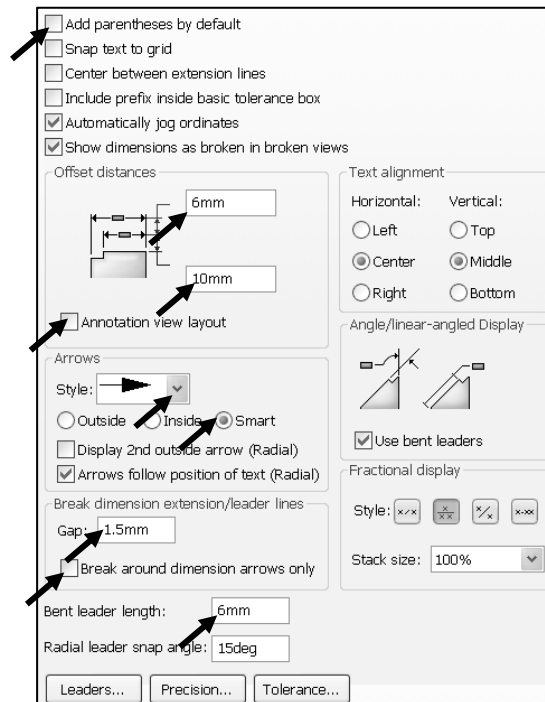 Add parentheses by default
Snap text to grid
Center between extension lines
Include prefix inside basic tolerance box
Automatically jog ordinates
Show dimensions as broken in broken views
Offset distances
6mm
10mm
Annotation view layout
Arrows
Style:
Outside Inside Smart
Display 2nd outside arrow (Radial)
Arrows follow position of text (Radial)
Break dimension extension/leader lines
Gap: 1.5mm
Break around dimension arrows only
Bent leader length: 6mm
Radial leader snap angle: 15deg
Leaders... Precision... Tolerance...
Text alignment
Horizontal: Vertical:
Left Top
Center Middle
Right Bottom
Angle/linear-angled Display
Use bent leaders
Fractional display
Style: x/x x/xx x/x x-xx
Stack size: 100%